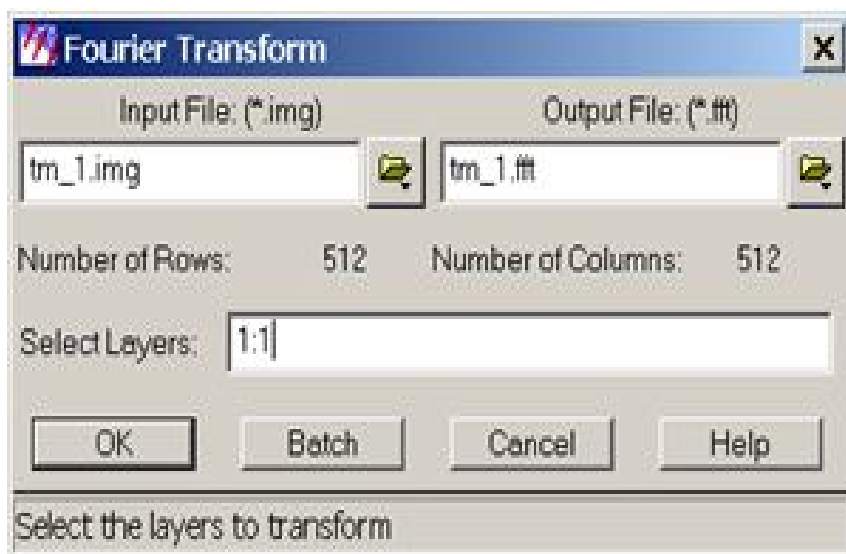 Fourier Transform
Input File: (*.img) Output File: (*.fft)
tm_1.img tm_1.fft
Number of Rows: 512 Number of Columns: 512
Select Layers: 1:1
OK Batch Cancel Help
Select the layers to transform